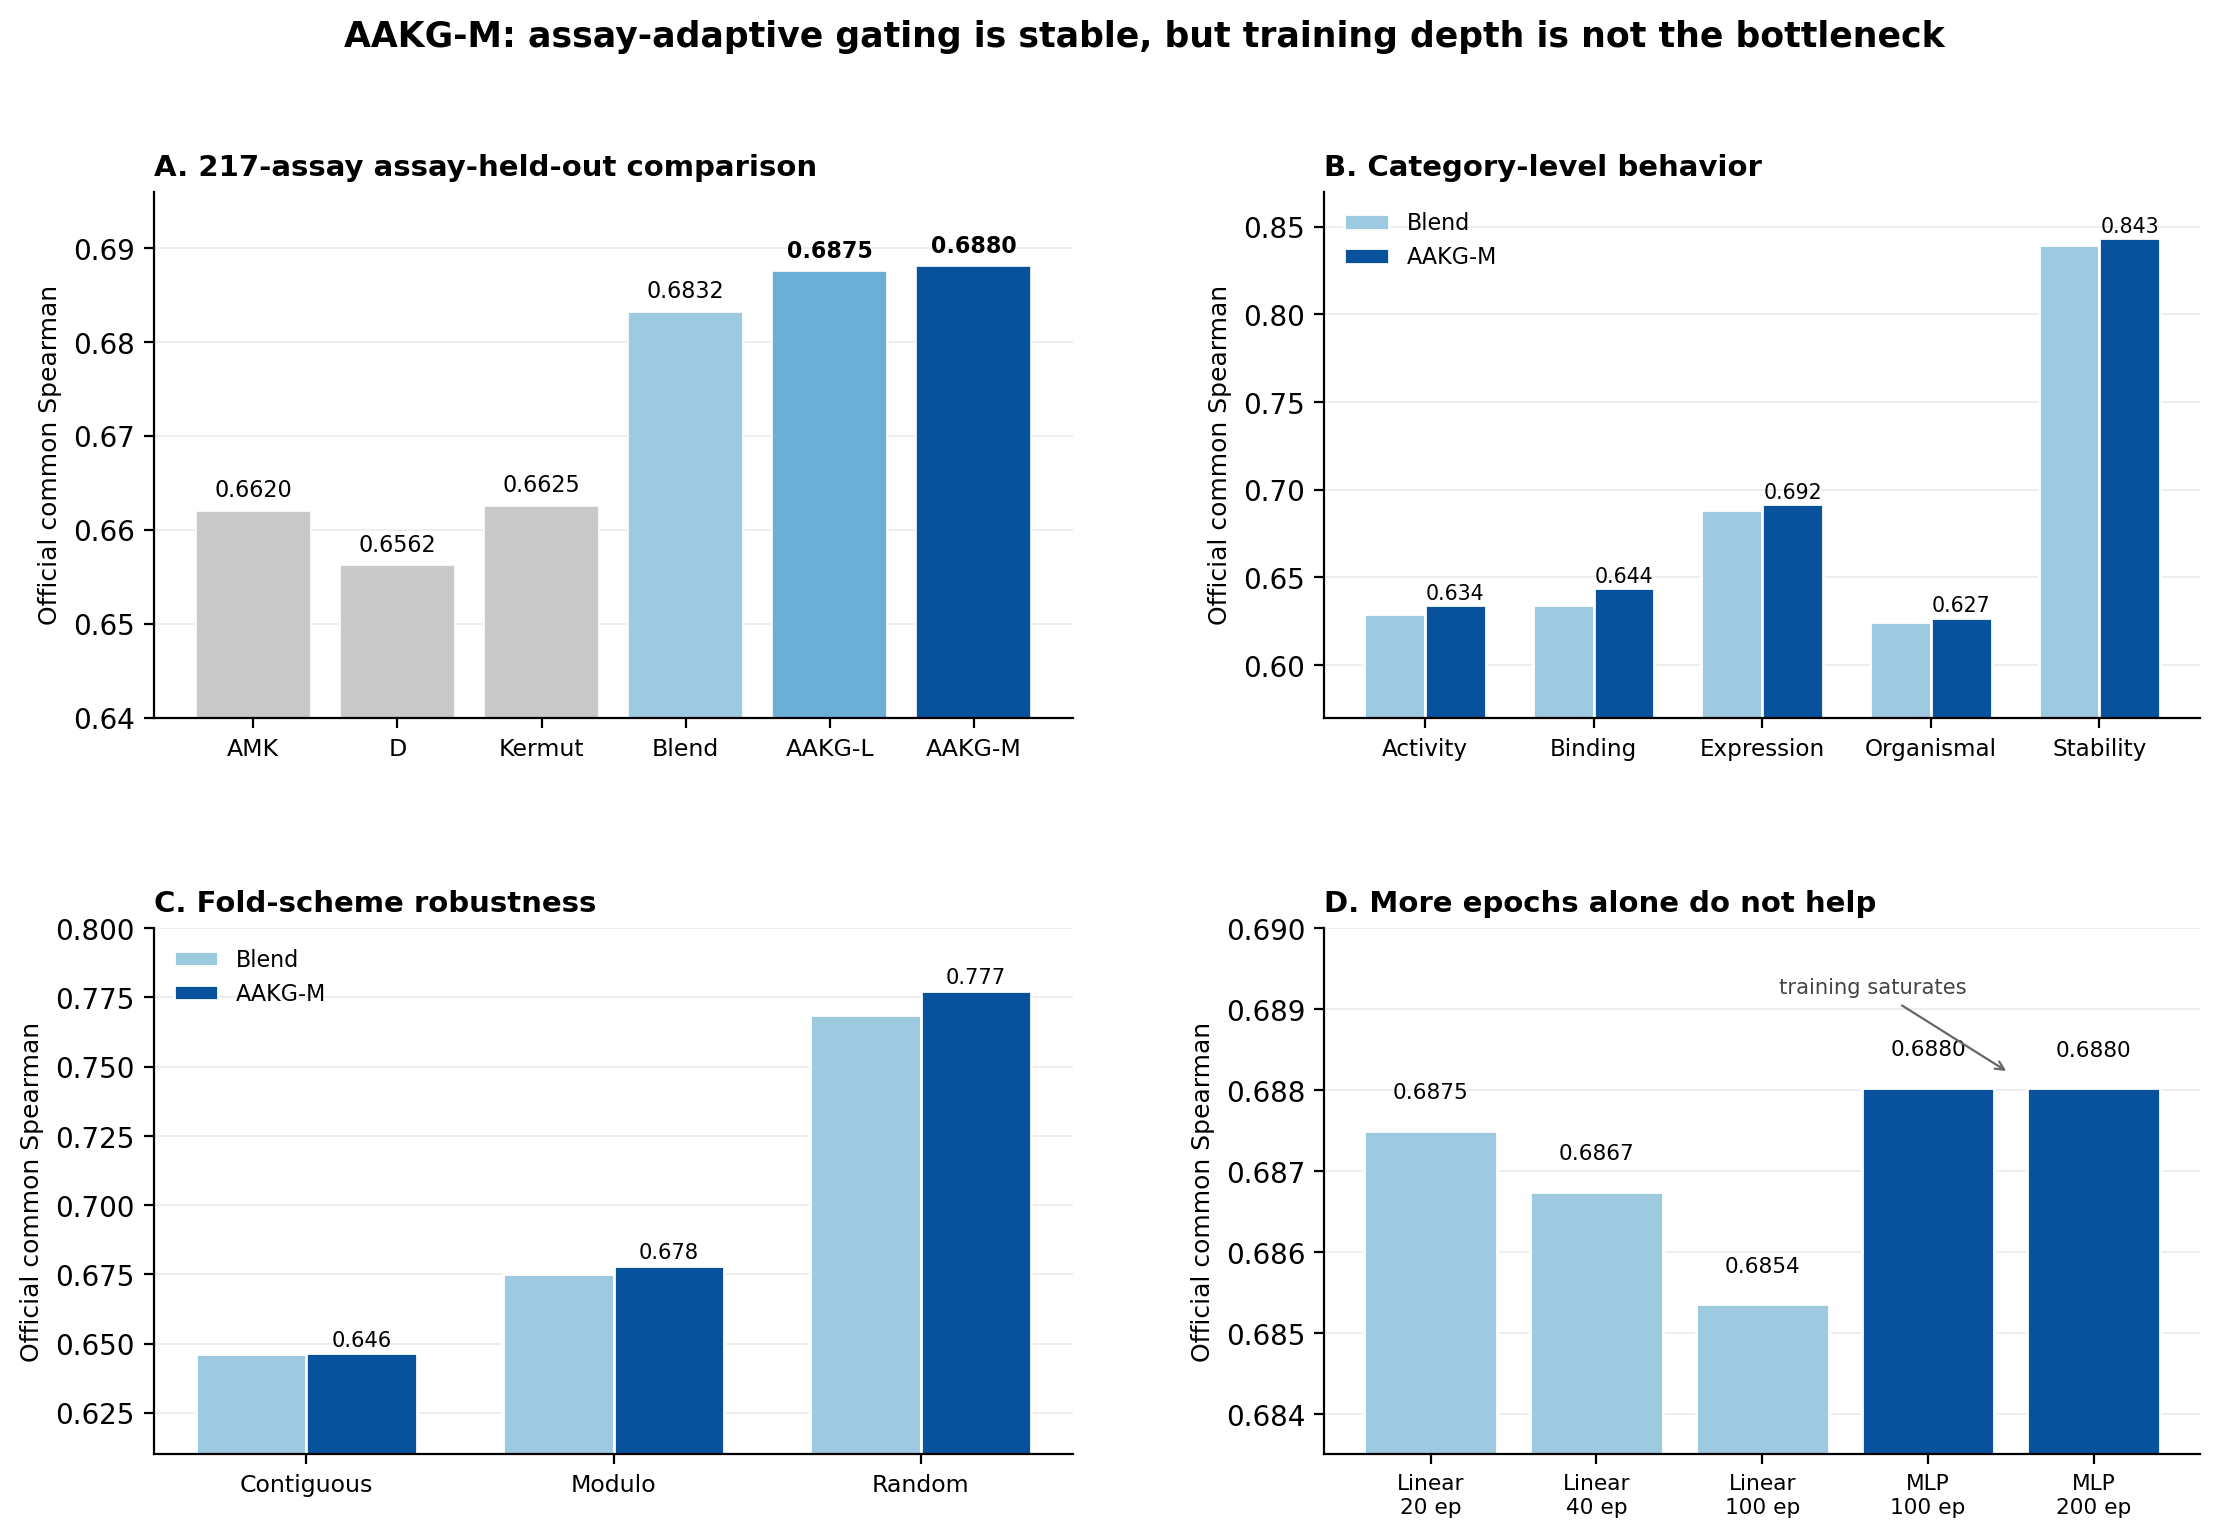 AAKG-M: assay-adaptive gating is stable, but training depth is not the bottleneck
A. 217-assay assay-held-out comparison
Official common Spearman
0.69
0.68
0.67
0.66
0.65
0.64
0.6620
0.6562
0.6625
0.6832
0.6875
0.6880
AMK
D
Kermut
Blend
AAKG-L
AAKG-M
B. Category-level behavior
Official common Spearman
Blend
AAKG-M
0.85
0.80
0.75
0.70
0.65
0.60
0.634
0.644
0.692
0.627
0.843
Activity
Binding
Expression
Organismal
Stability
C. Fold-scheme robustness
Official common Spearman
Blend
AAKG-M
0.800
0.775
0.750
0.725
0.700
0.675
0.650
0.625
0.646
0.678
0.777
Contiguous
Modulo
Random
D. More epochs alone do not help
Official common Spearman
0.690
0.689
0.688
0.687
0.686
0.685
0.684
training saturates
0.6875
0.6867
0.6854
0.6880
0.6880
Linear
20 ep
Linear
40 ep
Linear
100 ep
MLP
100 ep
MLP
200 ep